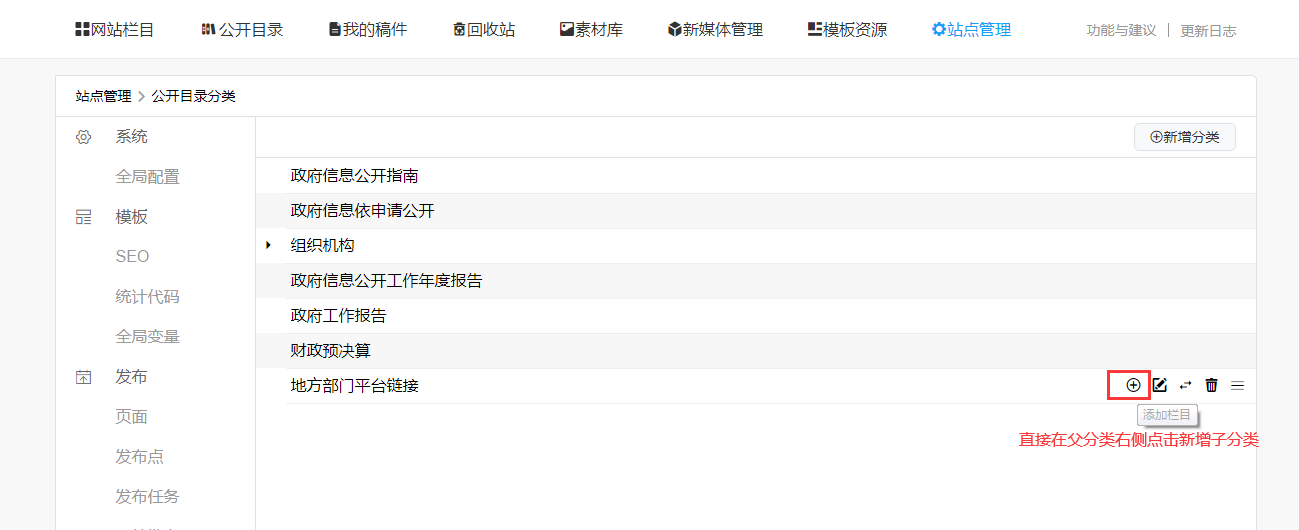 网站栏目 公开目录 我的稿件 回收站 素材库 新媒体管理 模板资源 站点管理 功能与建议 | 更新日志
站点管理 > 公开目录分类
系统
全局配置
模板
SEO
统计代码
全局变量
发布
页面
发布点
发布任务
新增分类
政府信息公开指南
政府信息依申请公开
组织机构
政府信息公开工作年度报告
政府工作报告
财政预决算
地方部门平台链接
添加栏目
直接在父分类右侧点击新增子分类